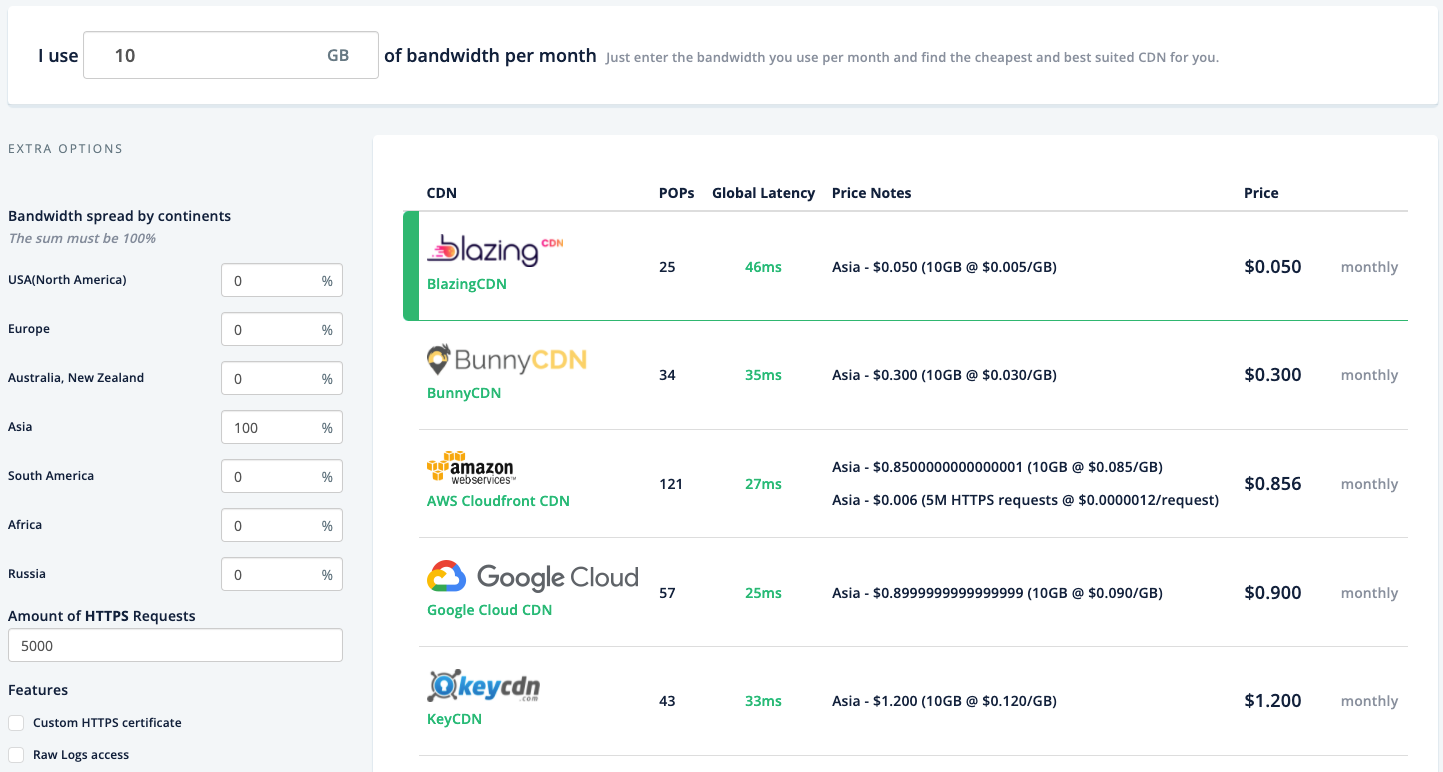 I use 10 GB of bandwidth per month Just enter the bandwidth you use per month and find the cheapest and best suited CDN for you.
EXTRA OPTIONS
Bandwidth spread by continents
The sum must be 100%
USA(North America) 0 %
Europe 0 %
Australia, New Zealand 0 %
Asia 100 %
South America 0 %
Africa 0 %
Russia 0 %
Amount of HTTPS Requests
5000
Features
Custom HTTPS certificate
Raw Logs access
CDN POPs Global Latency Price Notes Price
blazing CDN
BlazingCDN
25 46ms Asia - $0.050 (10GB @ $0.005/GB) $0.050 monthly
BunnyCDN
BunnyCDN
34 35ms Asia - $0.300 (10GB @ $0.030/GB) $0.300 monthly
amazon
webservices™
AWS Cloudfront CDN
121 27ms Asia - $0.8500000000000001 (10GB @ $0.085/GB)
Asia - $0.006 (5M HTTPS requests @ $0.0000012/request)
$0.856 monthly
Google Cloud
Google Cloud CDN
57 25ms Asia - $0.8999999999999999 (10GB @ $0.090/GB) $0.900 monthly
keycdn
.com
KeyCDN
43 33ms Asia - $1.200 (10GB @ $0.120/GB) $1.200 monthly